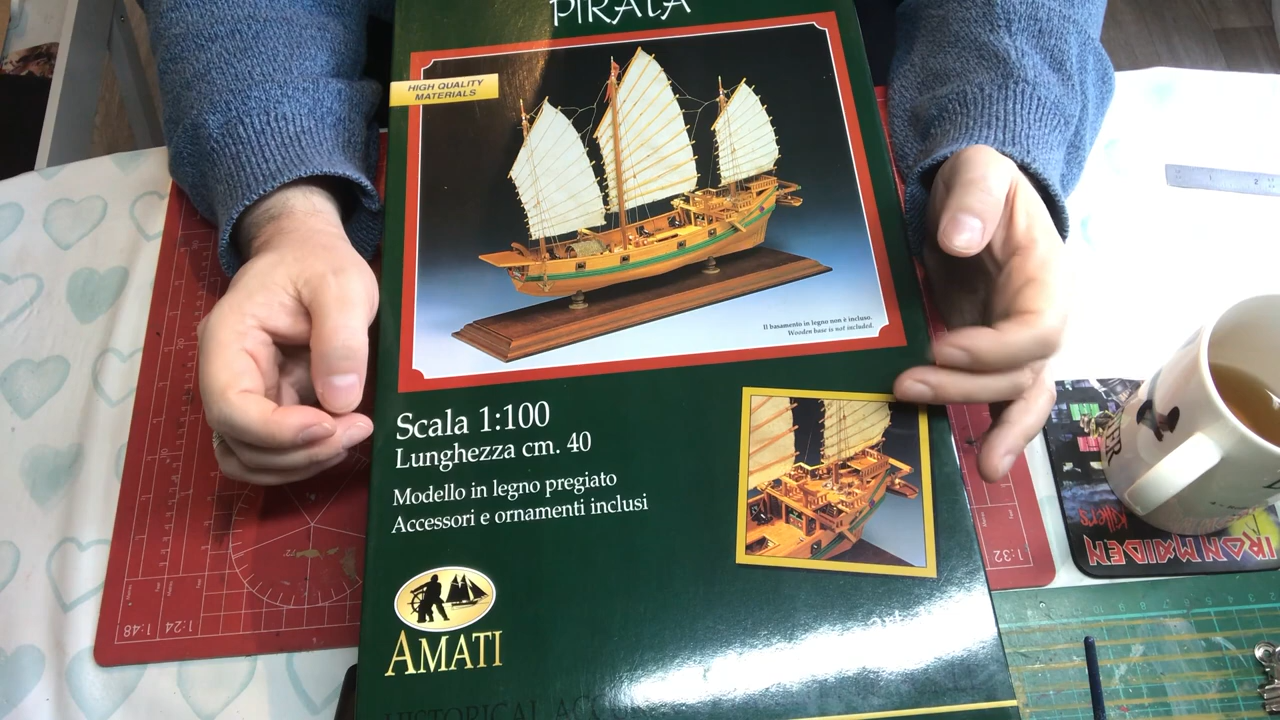 PIRATA
HIGH QUALITY
MATERIALS
Il basamento in legno non è incluso.
Wooden base is not included.
Scala 1:100
Lunghezza cm. 40
Modello in legno pregiato
Accessori e ornamenti inclusi
AMATI
HISTORICAL
1:48
1:24
1:32
IRON MAIDEN
Killers